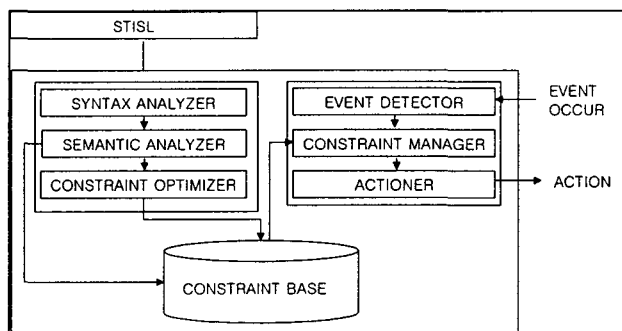 STISL
SYNTAX ANALYZER
SEMANTIC ANALYZER
CONSTRAINT OPTIMIZER
EVENT DETECTOR
CONSTRAINT MANAGER
ACTIONER
EVENT
OCCUR
ACTION
CONSTRAINT BASE